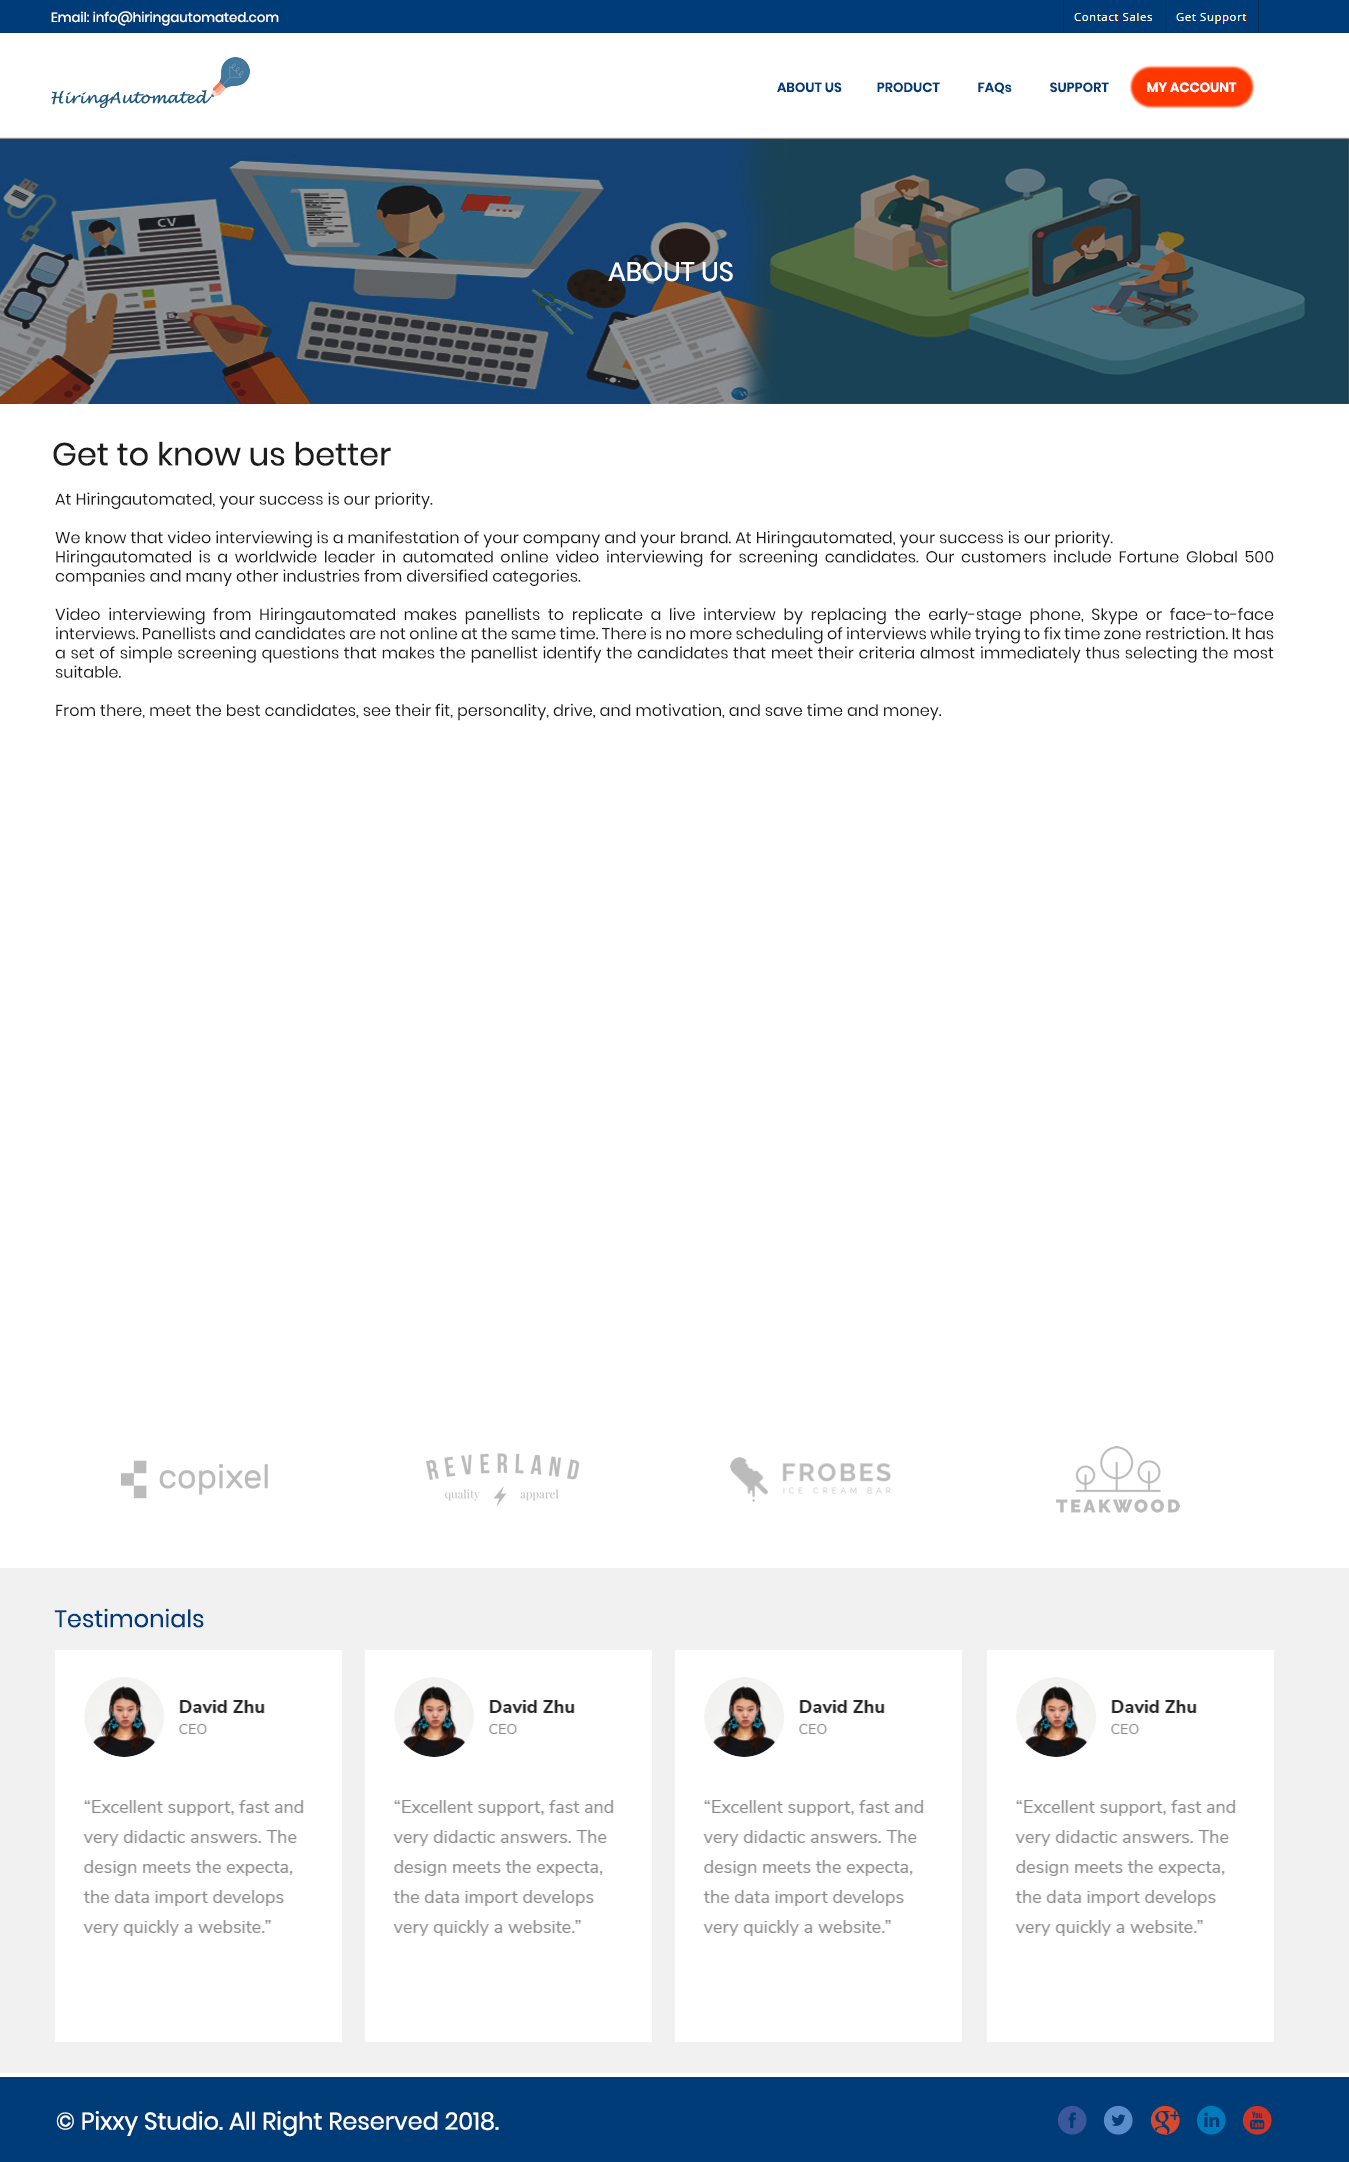 Email: info@hiringautomated.com
Contact Sales
Get Support
HiringAutomated
ABOUT US
PRODUCT
FAQs
SUPPORT
MY ACCOUNT
CV
ABOUT US
Get to know us better
At Hiringautomated, your success is our priority.
We know that video interviewing is a manifestation of your company and your brand. At Hiringautomated, your success is our priority.
Hiringautomated is a worldwide leader in automated online video interviewing for screening candidates. Our customers include Fortune Global 500
companies and many other industries from diversified categories.
Video interviewing from Hiringautomated makes panellists to replicate a live interview by replacing the early-stage phone, Skype or face-to-face
interviews. Panellists and candidates are not online at the same time. There is no more scheduling of interviews while trying to fix time zone restriction. It has
a set of simple screening questions that makes the panellist identify the candidates that meet their criteria almost immediately thus selecting the most
suitable.
From there, meet the best candidates, see their fit, personality, drive, and motivation, and save time and money.
copixel
REVERLAND
quality apparel
FROBES
ICE CREAM BAR
TEAKWOOD
Testimonials
David Zhu
CEO
“Excellent support, fast and
very didactic answers. The
design meets the expecta,
the data import develops
very quickly a website.”
David Zhu
CEO
“Excellent support, fast and
very didactic answers. The
design meets the expecta,
the data import develops
very quickly a website.”
David Zhu
CEO
“Excellent support, fast and
very didactic answers. The
design meets the expecta,
the data import develops
very quickly a website.”
David Zhu
CEO
“Excellent support, fast and
very didactic answers. The
design meets the expecta,
the data import develops
very quickly a website.”
© Pixxy Studio. All Right Reserved 2018.
f
g+
in
You Tube